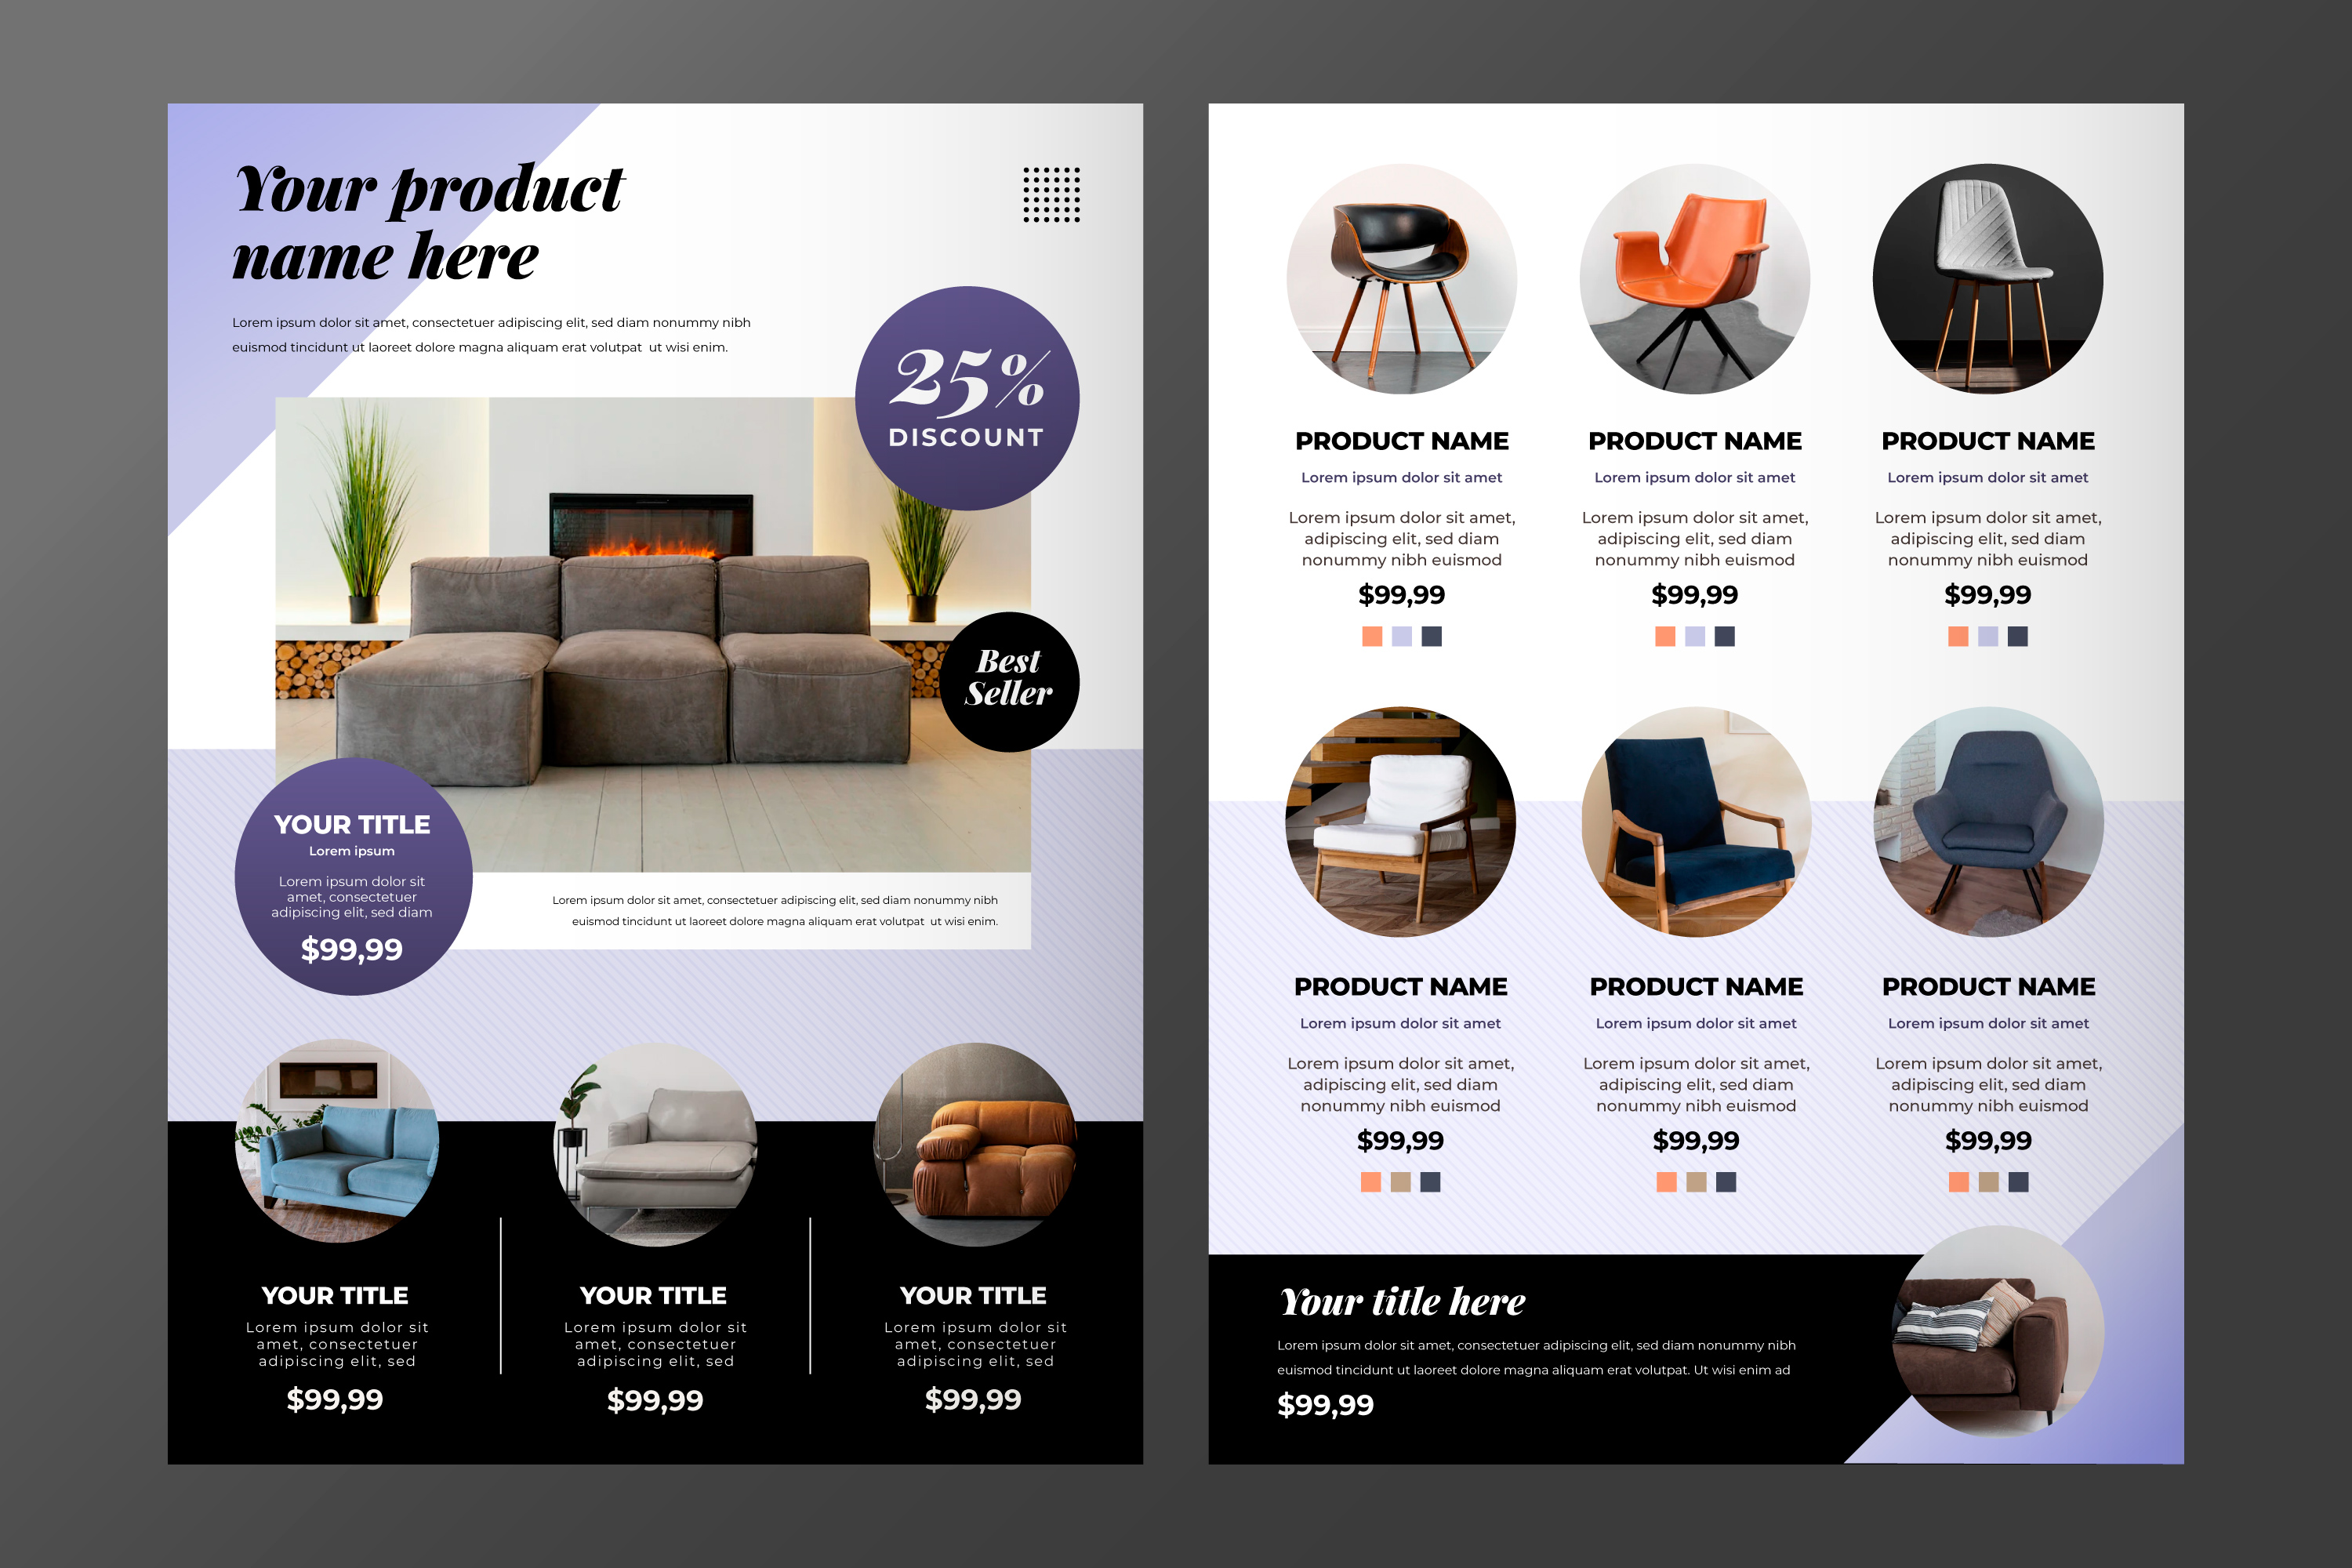 Your product
name here
Lorem ipsum dolor sit amet, consectetuer adipiscing elit, sed diam nonummy nibh
euismod tincidunt ut laoreet dolore magna aliquam erat volutpat  ut wisi enim.
25%
DISCOUNT
Best
Seller
YOUR TITLE
Lorem ipsum
Lorem ipsum dolor sit
amet, consectetuer
adipiscing elit, sed diam
$99,99
Lorem ipsum dolor sit amet, consectetuer adipiscing elit, sed diam nonummy nibh
euismod tincidunt ut laoreet dolore magna aliquam erat volutpat  ut wisi enim.
YOUR TITLE
Lorem ipsum dolor sit
amet, consectetuer
adipiscing elit, sed
$99,99
YOUR TITLE
Lorem ipsum dolor sit
amet, consectetuer
adipiscing elit, sed
$99,99
YOUR TITLE
Lorem ipsum dolor sit
amet, consectetuer
adipiscing elit, sed
$99,99
PRODUCT NAME
Lorem ipsum dolor sit amet
Lorem ipsum dolor sit amet,
adipiscing elit, sed diam
nonummy nibh euismod
$99,99
PRODUCT NAME
Lorem ipsum dolor sit amet
Lorem ipsum dolor sit amet,
adipiscing elit, sed diam
nonummy nibh euismod
$99,99
PRODUCT NAME
Lorem ipsum dolor sit amet
Lorem ipsum dolor sit amet,
adipiscing elit, sed diam
nonummy nibh euismod
$99,99
PRODUCT NAME
Lorem ipsum dolor sit amet
Lorem ipsum dolor sit amet,
adipiscing elit, sed diam
nonummy nibh euismod
$99,99
PRODUCT NAME
Lorem ipsum dolor sit amet
Lorem ipsum dolor sit amet,
adipiscing elit, sed diam
nonummy nibh euismod
$99,99
PRODUCT NAME
Lorem ipsum dolor sit amet
Lorem ipsum dolor sit amet,
adipiscing elit, sed diam
nonummy nibh euismod
$99,99
Your title here
Lorem ipsum dolor sit amet, consectetuer adipiscing elit, sed diam nonummy nibh
euismod tincidunt ut laoreet dolore magna aliquam erat volutpat. Ut wisi enim ad
$99,99